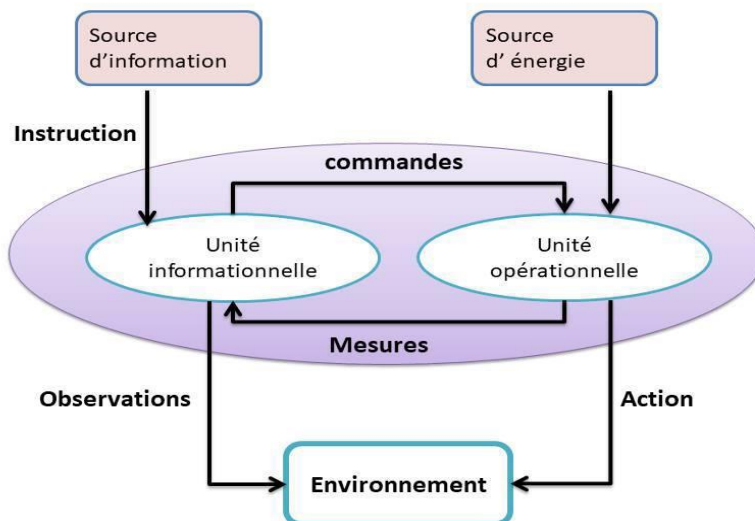 Source
d'information
Source
d' énergie
Instruction
commandes
Unité
informationnelle
Unité
opérationnelle
Mesures
Observations
Action
Environnement